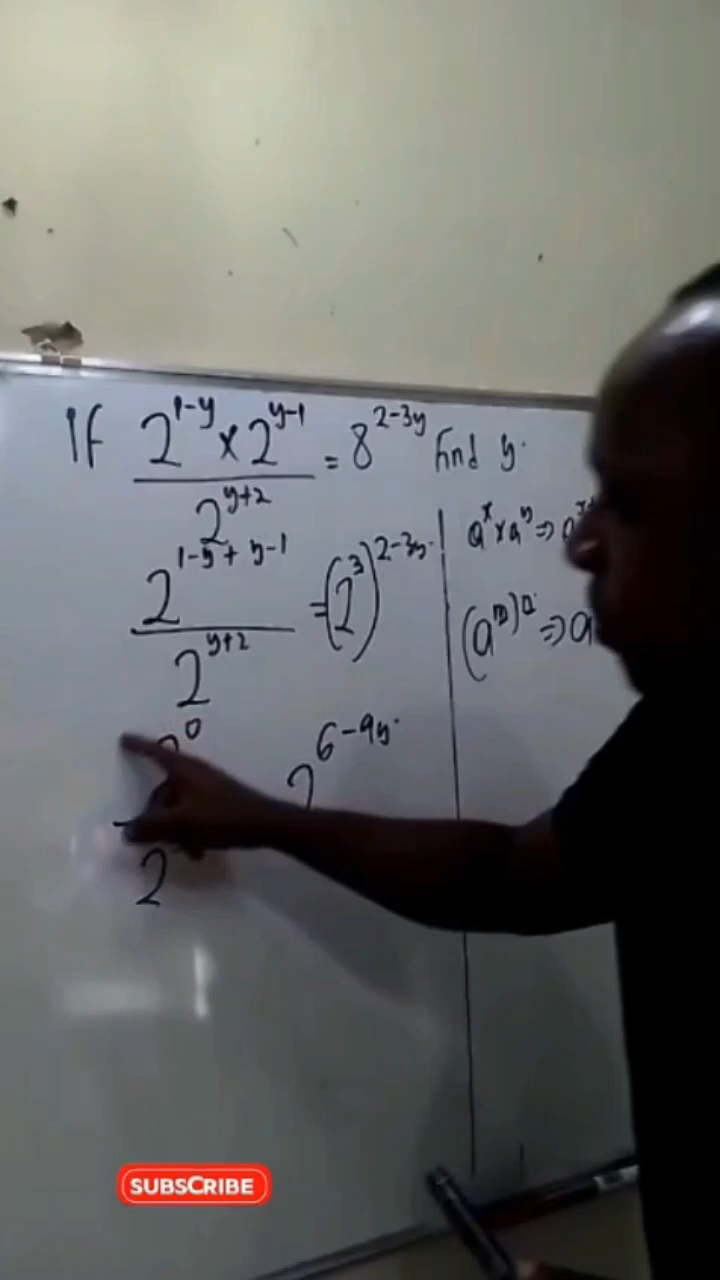 If 2^(1-y) × 2^(y-1) / 2^(y+2) = 8^(2-3y) find y.
2^(1-y+y-1) / 2^(y+2) = (2^3)^(2-3y)
2^0 2^(6-9y)
2
a^x × a^y ⇒ a^x+
(a^m)^n ⇒ a
SUBSCRIBE